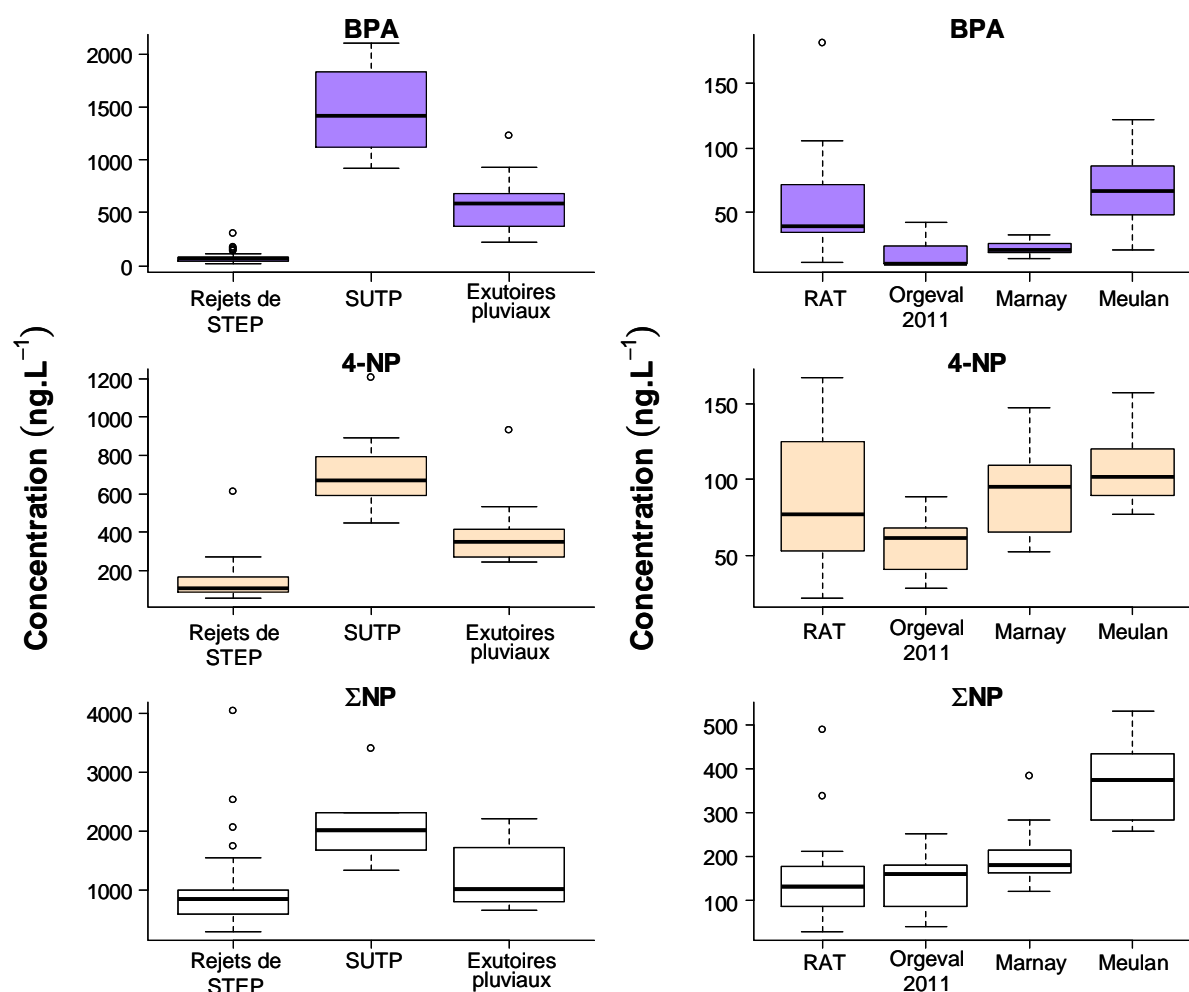 BPA
2000
1500
1000
500
0
Rejets de
STEP
SUTP
Exutoires
pluviaux
BPA
150
100
50
RAT
Orgeval
2011
Marnay
Meulan
Concentration (ng.L⁻¹)
4-NP
1200
1000
800
600
400
200
Rejets de
STEP
SUTP
Exutoires
pluviaux
Concentration (ng.L⁻¹)
4-NP
150
100
50
RAT
Orgeval
2011
Marnay
Meulan
ΣNP
4000
3000
2000
1000
Rejets de
STEP
SUTP
Exutoires
pluviaux
ΣNP
500
400
300
200
100
RAT
Orgeval
2011
Marnay
Meulan